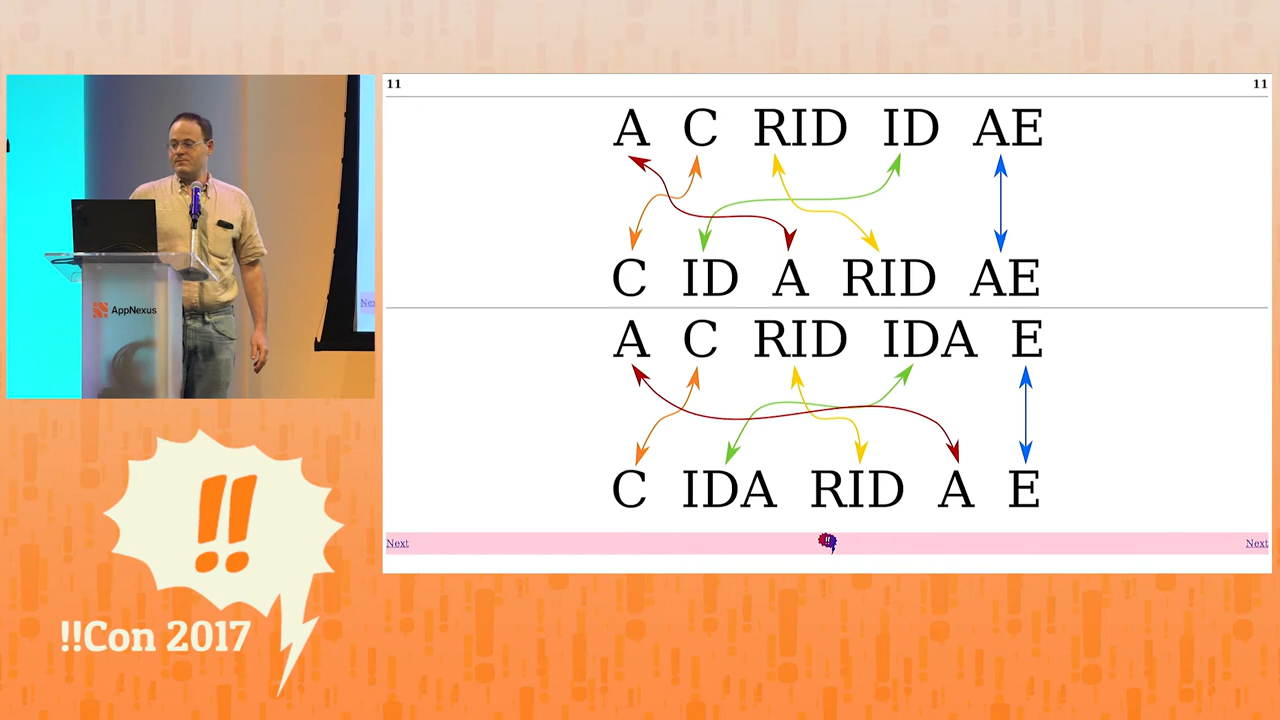 11 11
A C RID ID AE
C ID A RID AE
A C RID IDA E
C IDA RID A E
Next Next
AppNexus
!!
!!Con 2017